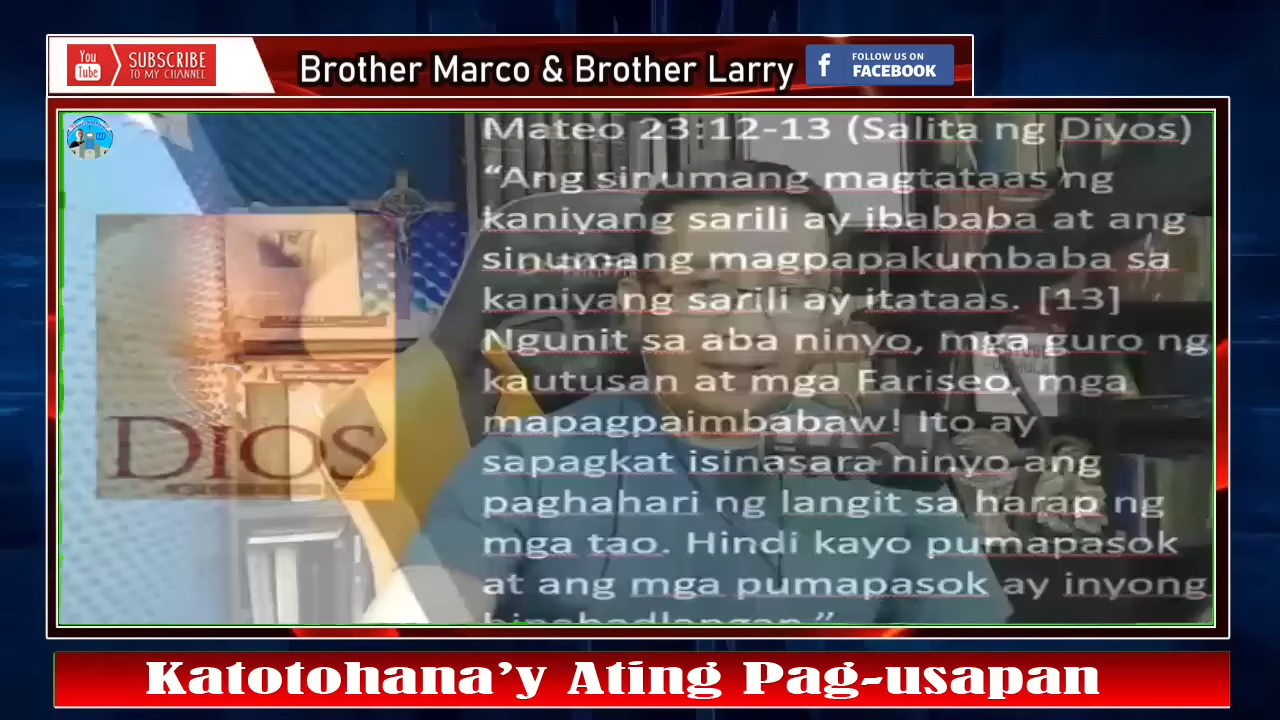 You Tube
SUBSCRIBE
TO MY CHANNEL
Brother Marco & Brother Larry
FOLLOW US ON
FACEBOOK
Mateo 23:12-13 (Salita ng Diyos)
“Ang sinumang magtataas ng
kaniyang sarili ay ibababa at ang
sinumang magpapakumbaba sa
kaniyang sarili ay itataas. [13]
Ngunit sa aba ninyo, mga guro ng
kautusan at mga Fariseo, mga
mapagpaimbabaw! Ito ay
sapagkat isinasara ninyo ang
paghahari ng langit sa harap ng
mga tao. Hindi kayo pumapasok
at ang mga pumapasok ay inyong
DIOS
Katotohana’y Ating Pag-usapan